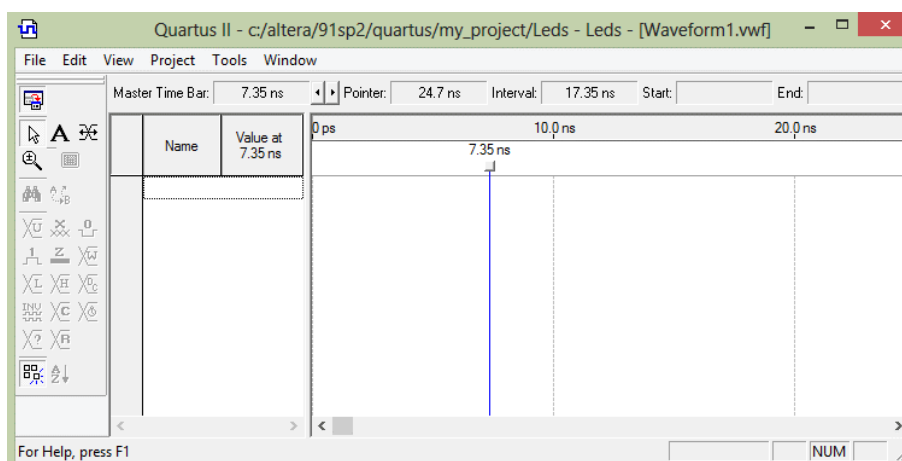 Quartus II - c:/altera/91sp2/quartus/my_project/Leds - Leds - [Waveform1.vwf]
File Edit View Project Tools Window
Master Time Bar: 7.35 ns Pointer: 24.7 ns Interval: 17.35 ns Start: End:
Name
Value at
7.35 ns
0 ps 10.0 ns 20.0 ns
7.35 ns
For Help, press F1
NUM